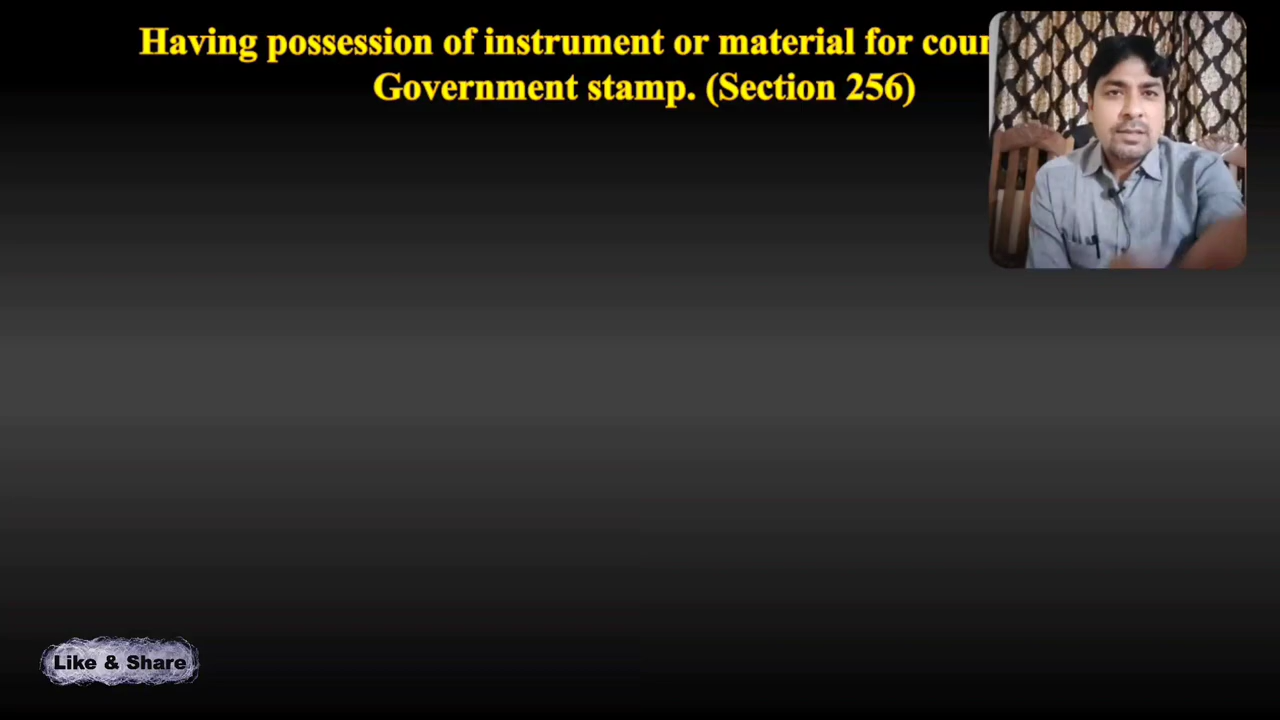 Having possession of instrument or material for
Government stamp. (Section 256)
Like & Share